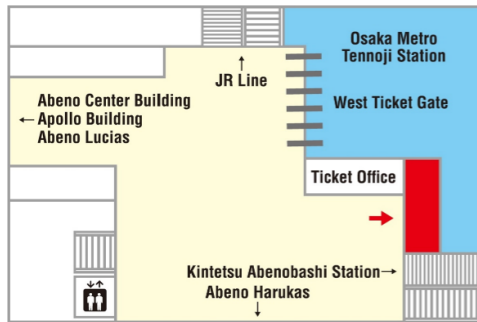 Osaka Metro
Tennoji Station
↑
JR Line
West Ticket Gate
Abeno Center Building
← Apollo Building
Abeno Lucias
Ticket Office
Kintetsu Abenobashi Station→
Abeno Harukas
↓